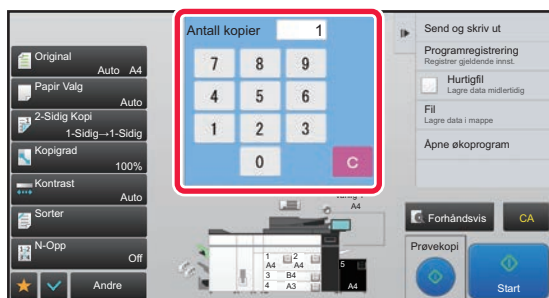 Original
Auto A4
Papir Valg
Auto
2-Sidig Kopi
1-Sidig→1-Sidig
Kopigrad
100%
Kontrast
Auto
Sorter
N-Opp
Off
Andre
Antall kopier 1
7 8 9
4 5 6
1 2 3
0 C
A4
1 A4 2 A4
3 B4
4 A3
5 A4
Send og skriv ut
Programregistrering
Registrer gjeldende innst.
Hurtigfil
Lagre data midlertidig
Fil
Lagre data i mappe
Åpne økoprogram
Forhåndsvis CA
Prøvekopi
Start